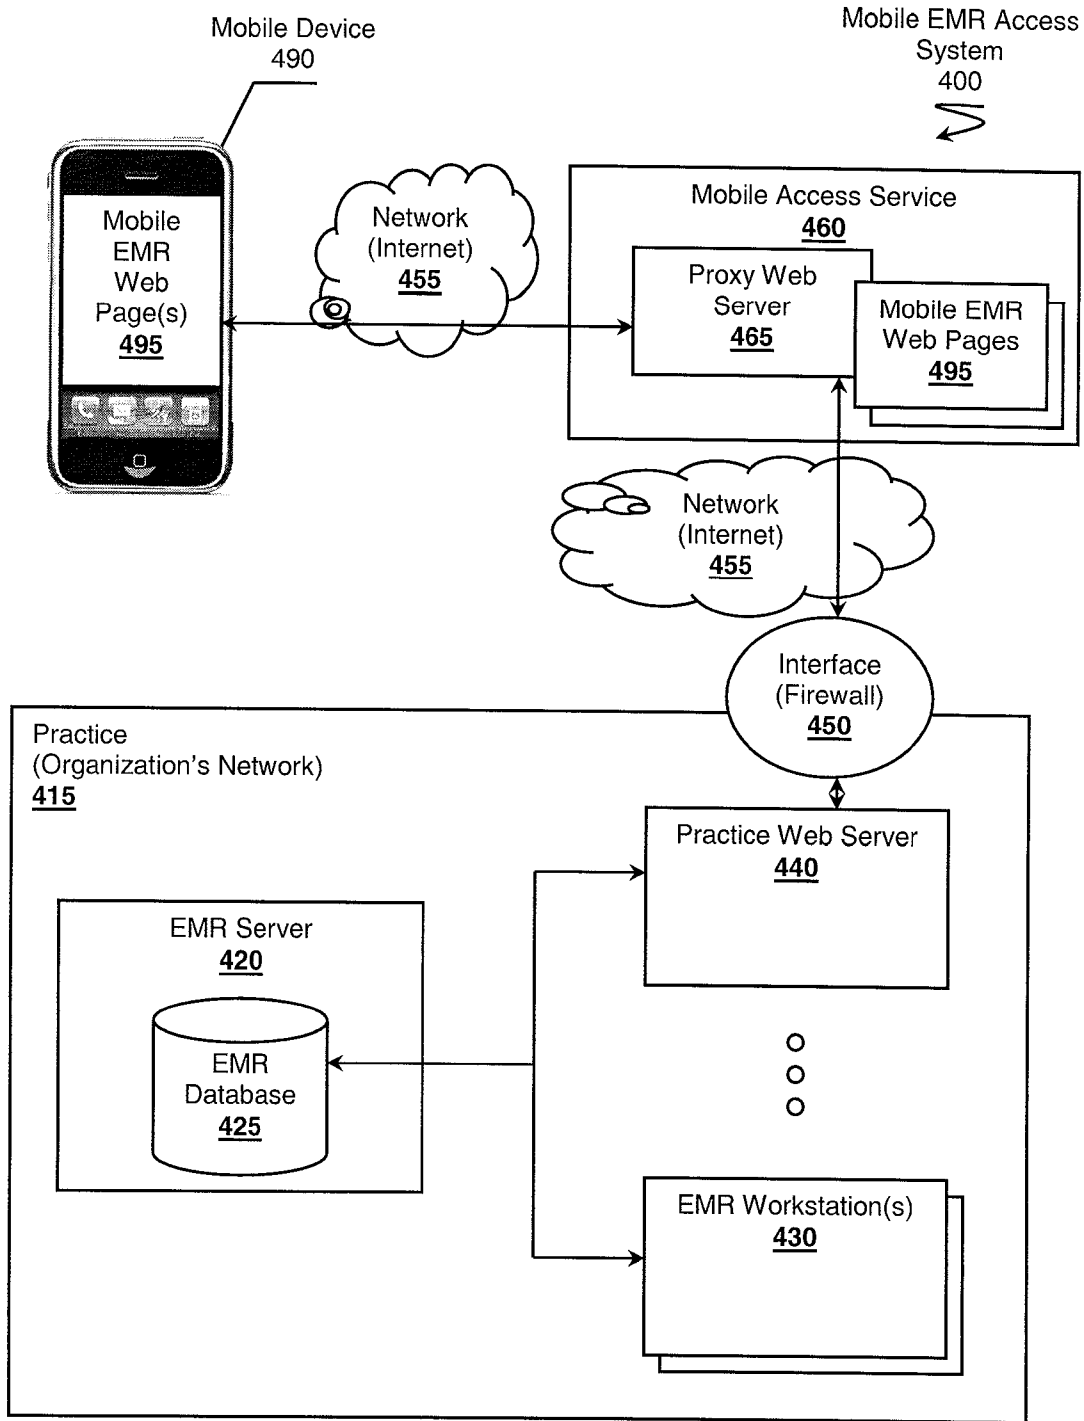 Mobile Device
490
Mobile EMR Access
System
400
Mobile
EMR
Web
Page(s)
495
Network
(Internet)
455
Mobile Access Service
460
Proxy Web
Server
465
Mobile EMR
Web Pages
495
Network
(Internet)
455
Interface
(Firewall)
450
Practice
(Organization's Network)
415
Practice Web Server
440
EMR Server
420
EMR
Database
425
EMR Workstation(s)
430